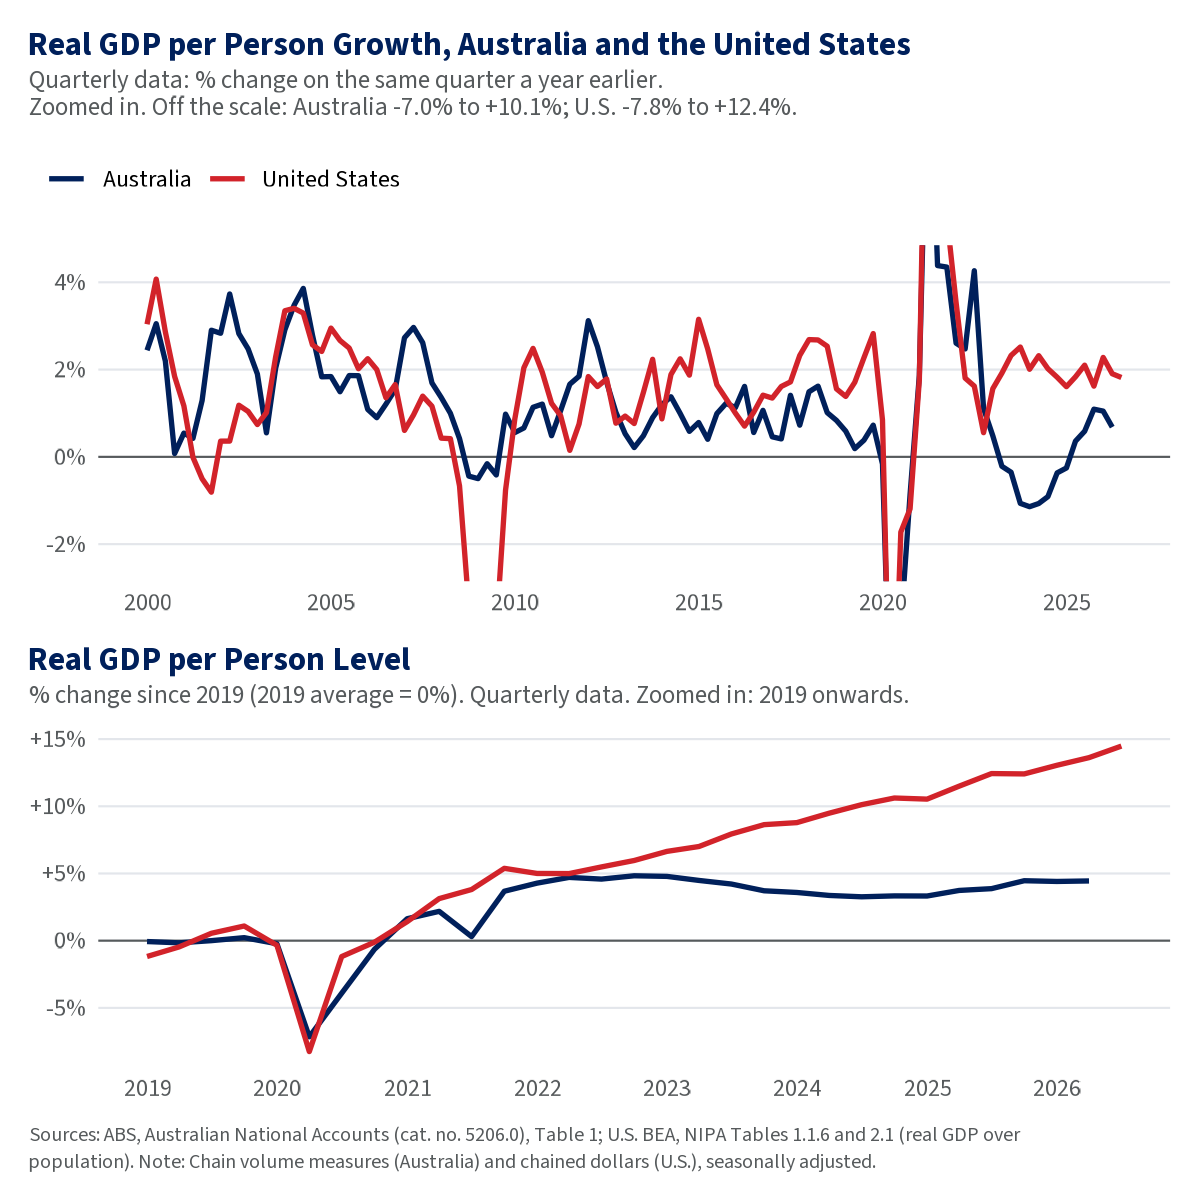 Real GDP per Person Growth, Australia and the United States
Quarterly data: % change on the same quarter a year earlier.
Zoomed in. Off the scale: Australia -7.0% to +10.1%; U.S. -7.8% to +12.4%.
Australia United States
4%
2%
0%
-2%
2000 2005 2010 2015 2020 2025
Real GDP per Person Level
% change since 2019 (2019 average = 0%). Quarterly data. Zoomed in: 2019 onwards.
+15%
+10%
+5%
0%
-5%
2019 2020 2021 2022 2023 2024 2025 2026
Sources: ABS, Australian National Accounts (cat. no. 5206.0), Table 1; U.S. BEA, NIPA Tables 1.1.6 and 2.1 (real GDP over
population). Note: Chain volume measures (Australia) and chained dollars (U.S.), seasonally adjusted.